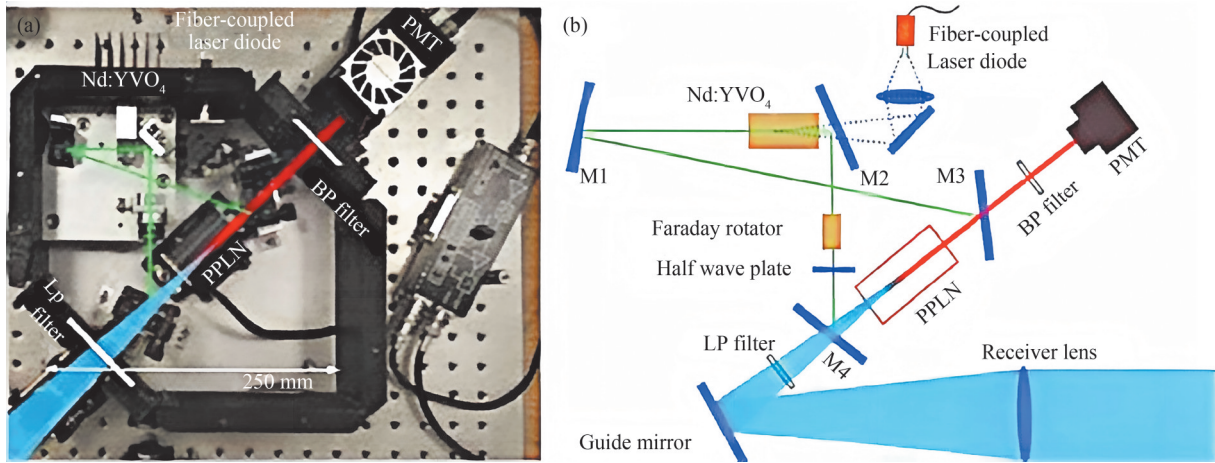 (a)
Fiber-coupled
laser diode
PMT
Nd:YVO4
BP filter
PPLN
Lp
filter
250 mm
(b)
Fiber-coupled
Laser diode
Nd:YVO4
M1
M2
M3
PMT
BP filter
Faraday rotator
Half wave plate
PPLN
LP filter
M4
Receiver lens
Guide mirror